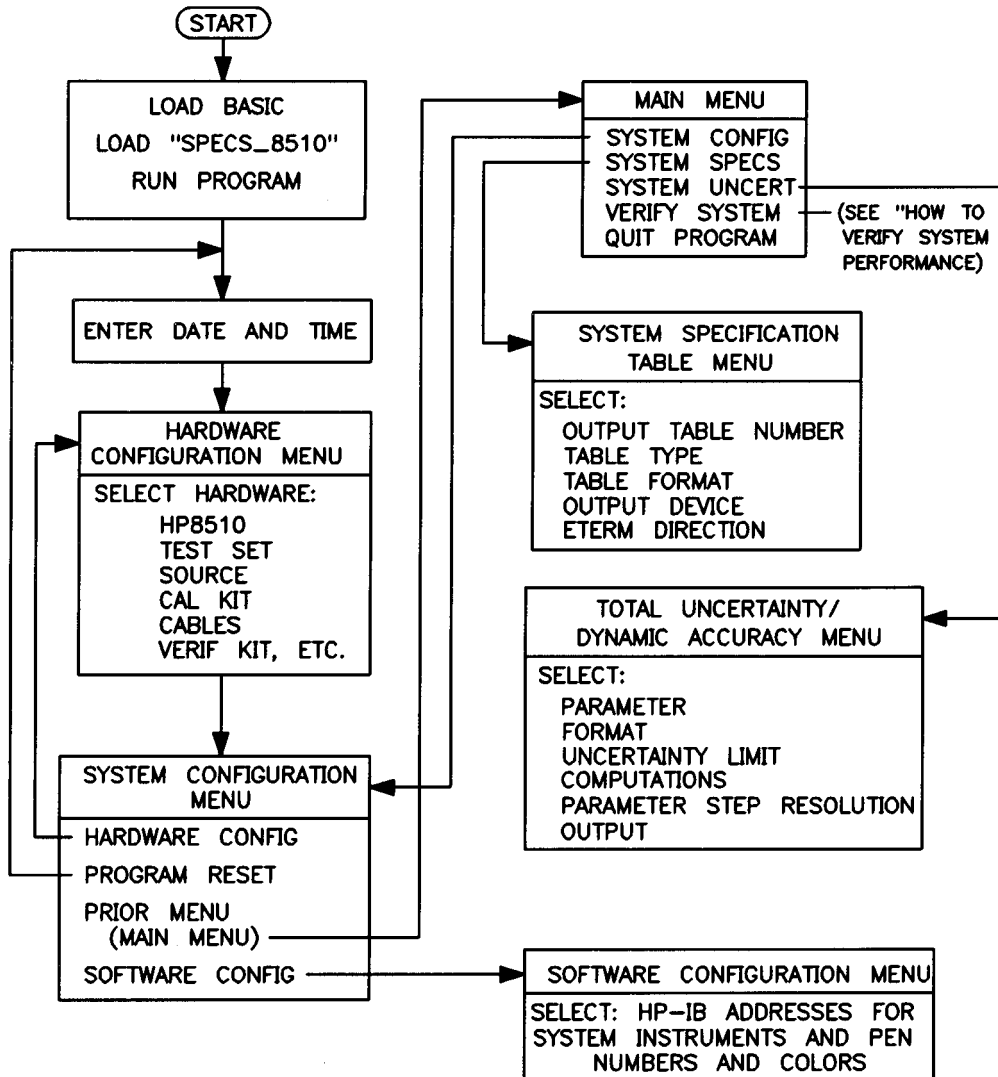 START
LOAD BASIC
LOAD "SPECS_8510"
RUN PROGRAM
ENTER DATE AND TIME
HARDWARE
CONFIGURATION MENU
SELECT HARDWARE:
HP8510
TEST SET
SOURCE
CAL KIT
CABLES
VERIF KIT, ETC.
SYSTEM CONFIGURATION
MENU
HARDWARE CONFIG
PROGRAM RESET
PRIOR MENU
(MAIN MENU)
SOFTWARE CONFIG
MAIN MENU
SYSTEM CONFIG
SYSTEM SPECS
SYSTEM UNCERT
VERIFY SYSTEM
QUIT PROGRAM
(SEE "HOW TO
VERIFY SYSTEM
PERFORMANCE)
SYSTEM SPECIFICATION
TABLE MENU
SELECT:
OUTPUT TABLE NUMBER
TABLE TYPE
TABLE FORMAT
OUTPUT DEVICE
ETERM DIRECTION
TOTAL UNCERTAINTY/
DYNAMIC ACCURACY MENU
SELECT:
PARAMETER
FORMAT
UNCERTAINTY LIMIT
COMPUTATIONS
PARAMETER STEP RESOLUTION
OUTPUT
SOFTWARE CONFIGURATION MENU
SELECT: HP-IB ADDRESSES FOR
SYSTEM INSTRUMENTS AND PEN
NUMBERS AND COLORS